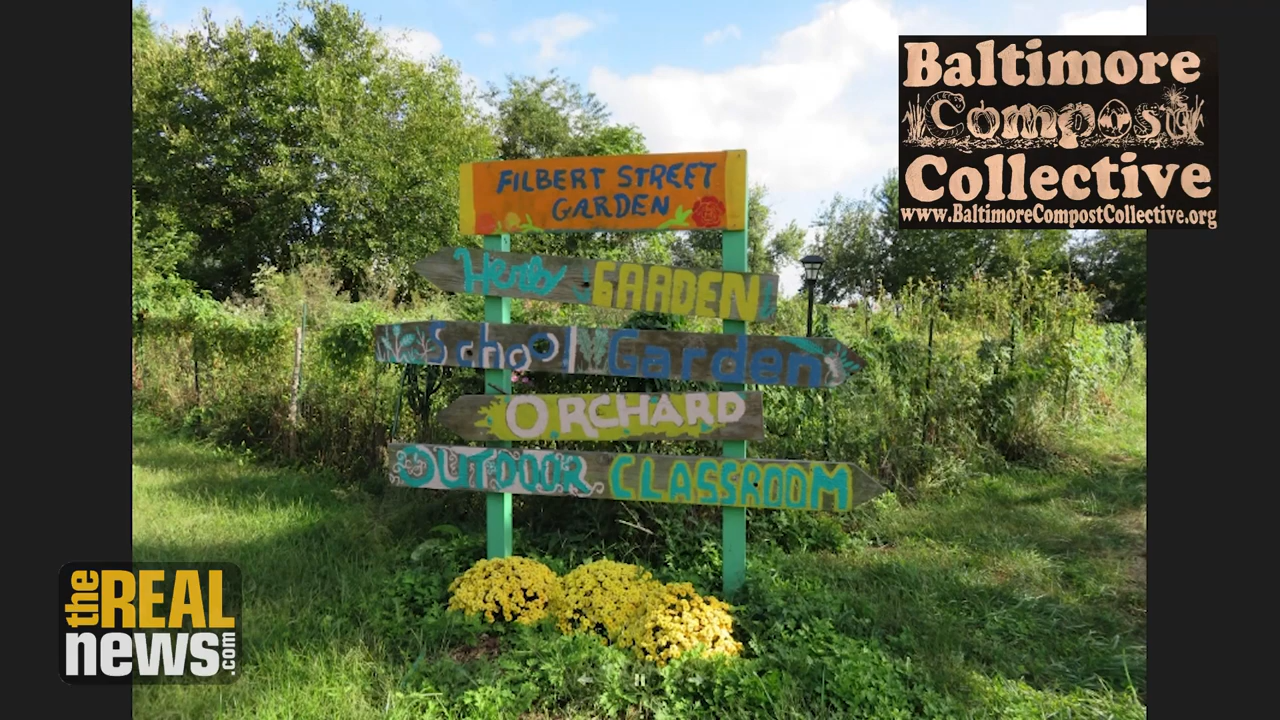 Baltimore
Compost
Collective
www.BaltimoreCompostCollective.org
FILBERT STREET
GARDEN
Herb GARDEN
School Garden
ORCHARD
OUTDOOR CLASSROOM
the REAL
news.com